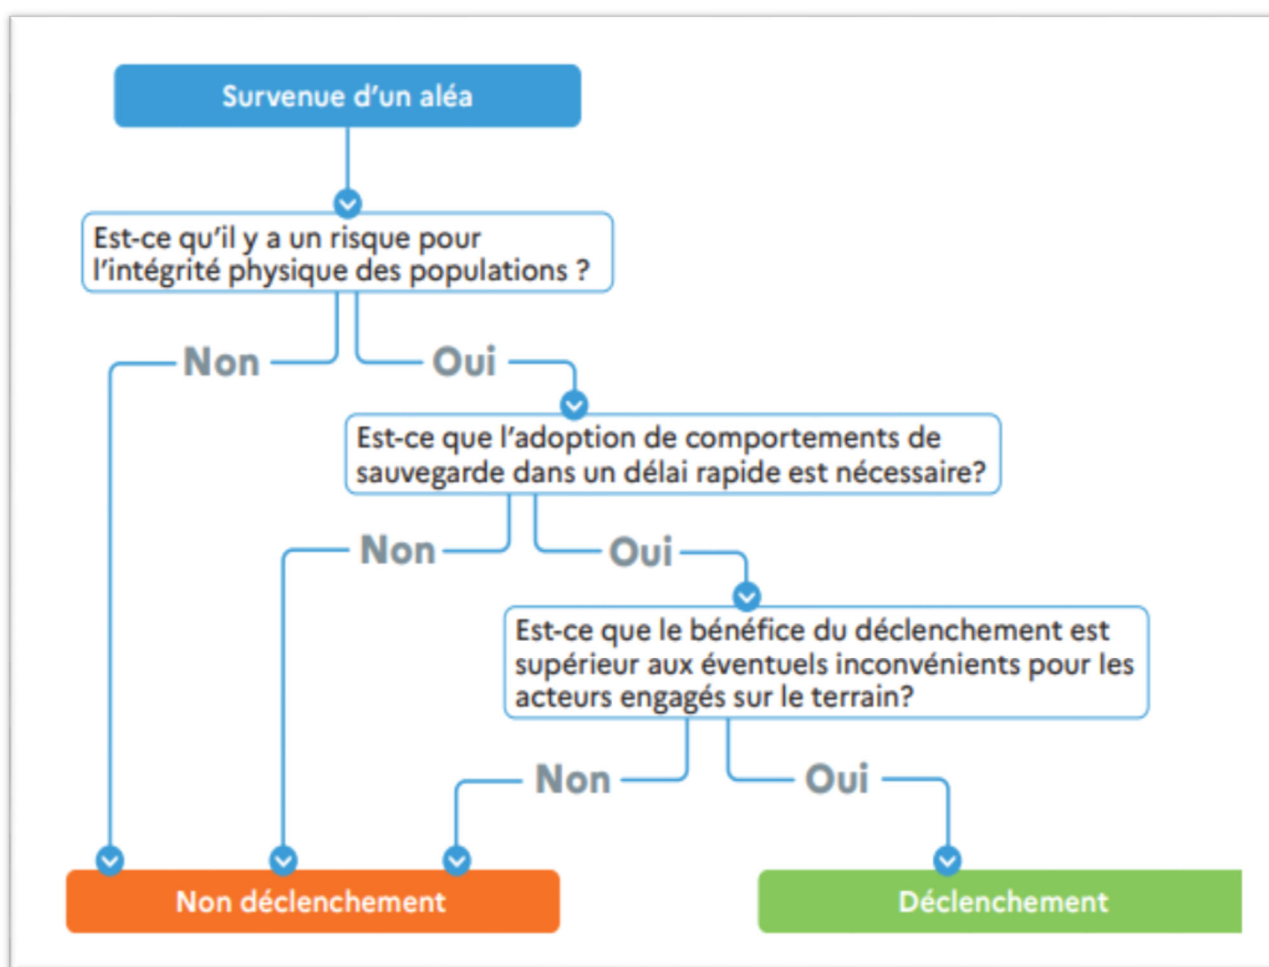 Survenue d'un aléa
Est-ce qu'il y a un risque pour
l'intégrité physique des populations ?
Non
Oui
Est-ce que l'adoption de comportements de
sauvegarde dans un délai rapide est nécessaire?
Non
Oui
Est-ce que le bénéfice du déclenchement est
supérieur aux éventuels inconvénients pour les
acteurs engagés sur le terrain?
Non
Oui
Non déclenchement
Déclenchement